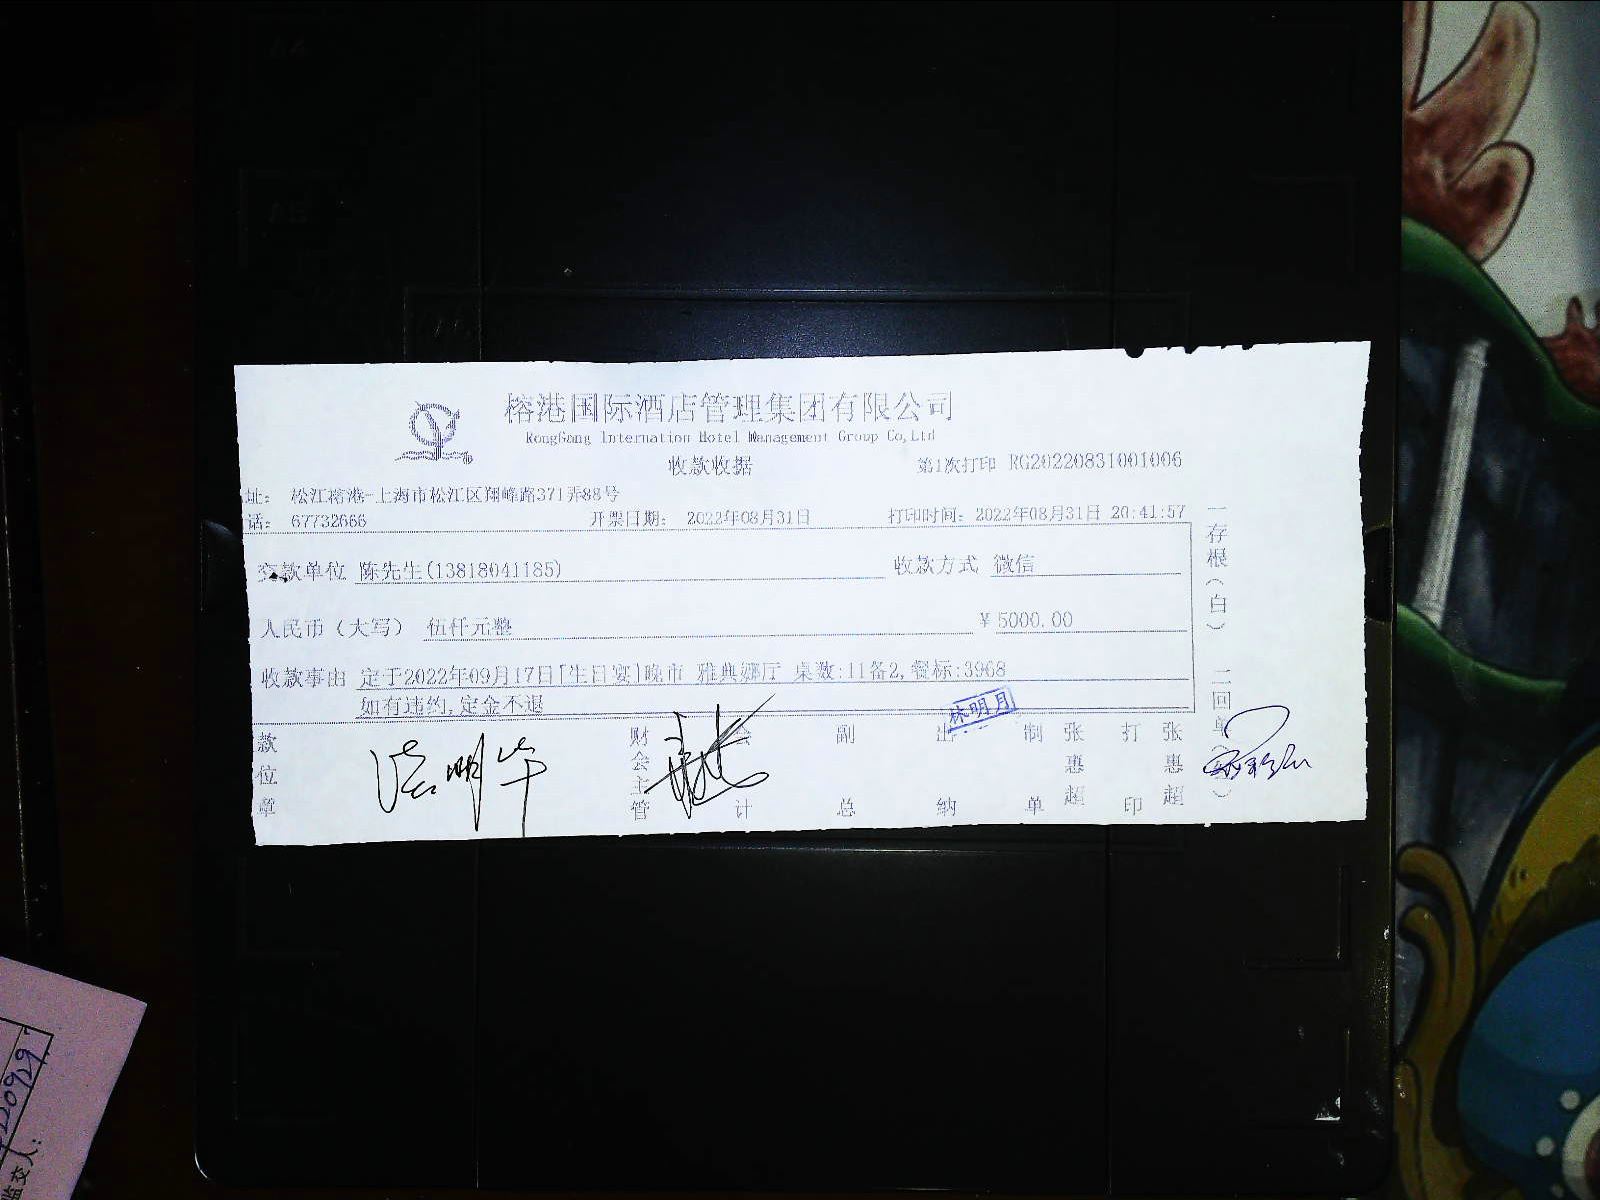 榕港国际酒店管理集团有限公司
RongGang Internation Hotel Management Group Co,Ltd
收款收据
第1次打印 RG20220831001006
址： 松江榕港-上海市松江区翔峰路371弄88号
话： 67732666 开票日期： 2022年08月31日 打印时间： 2022年08月31日 20:41:57
交款单位 陈先生(13818041185) 收款方式 微信
人民币（大写） 伍仟元整 ￥5000.00
收款事由 定于2022年09月17日[生日宴]晚市 雅典娜厅 桌数:11备2,餐标:3968
如有违约,定金不退
款位章 财会主管 会计 副总 出纳 制单 张惠超 打印 张惠超
林明月
一存根（白） 二回单
220929
监交人：